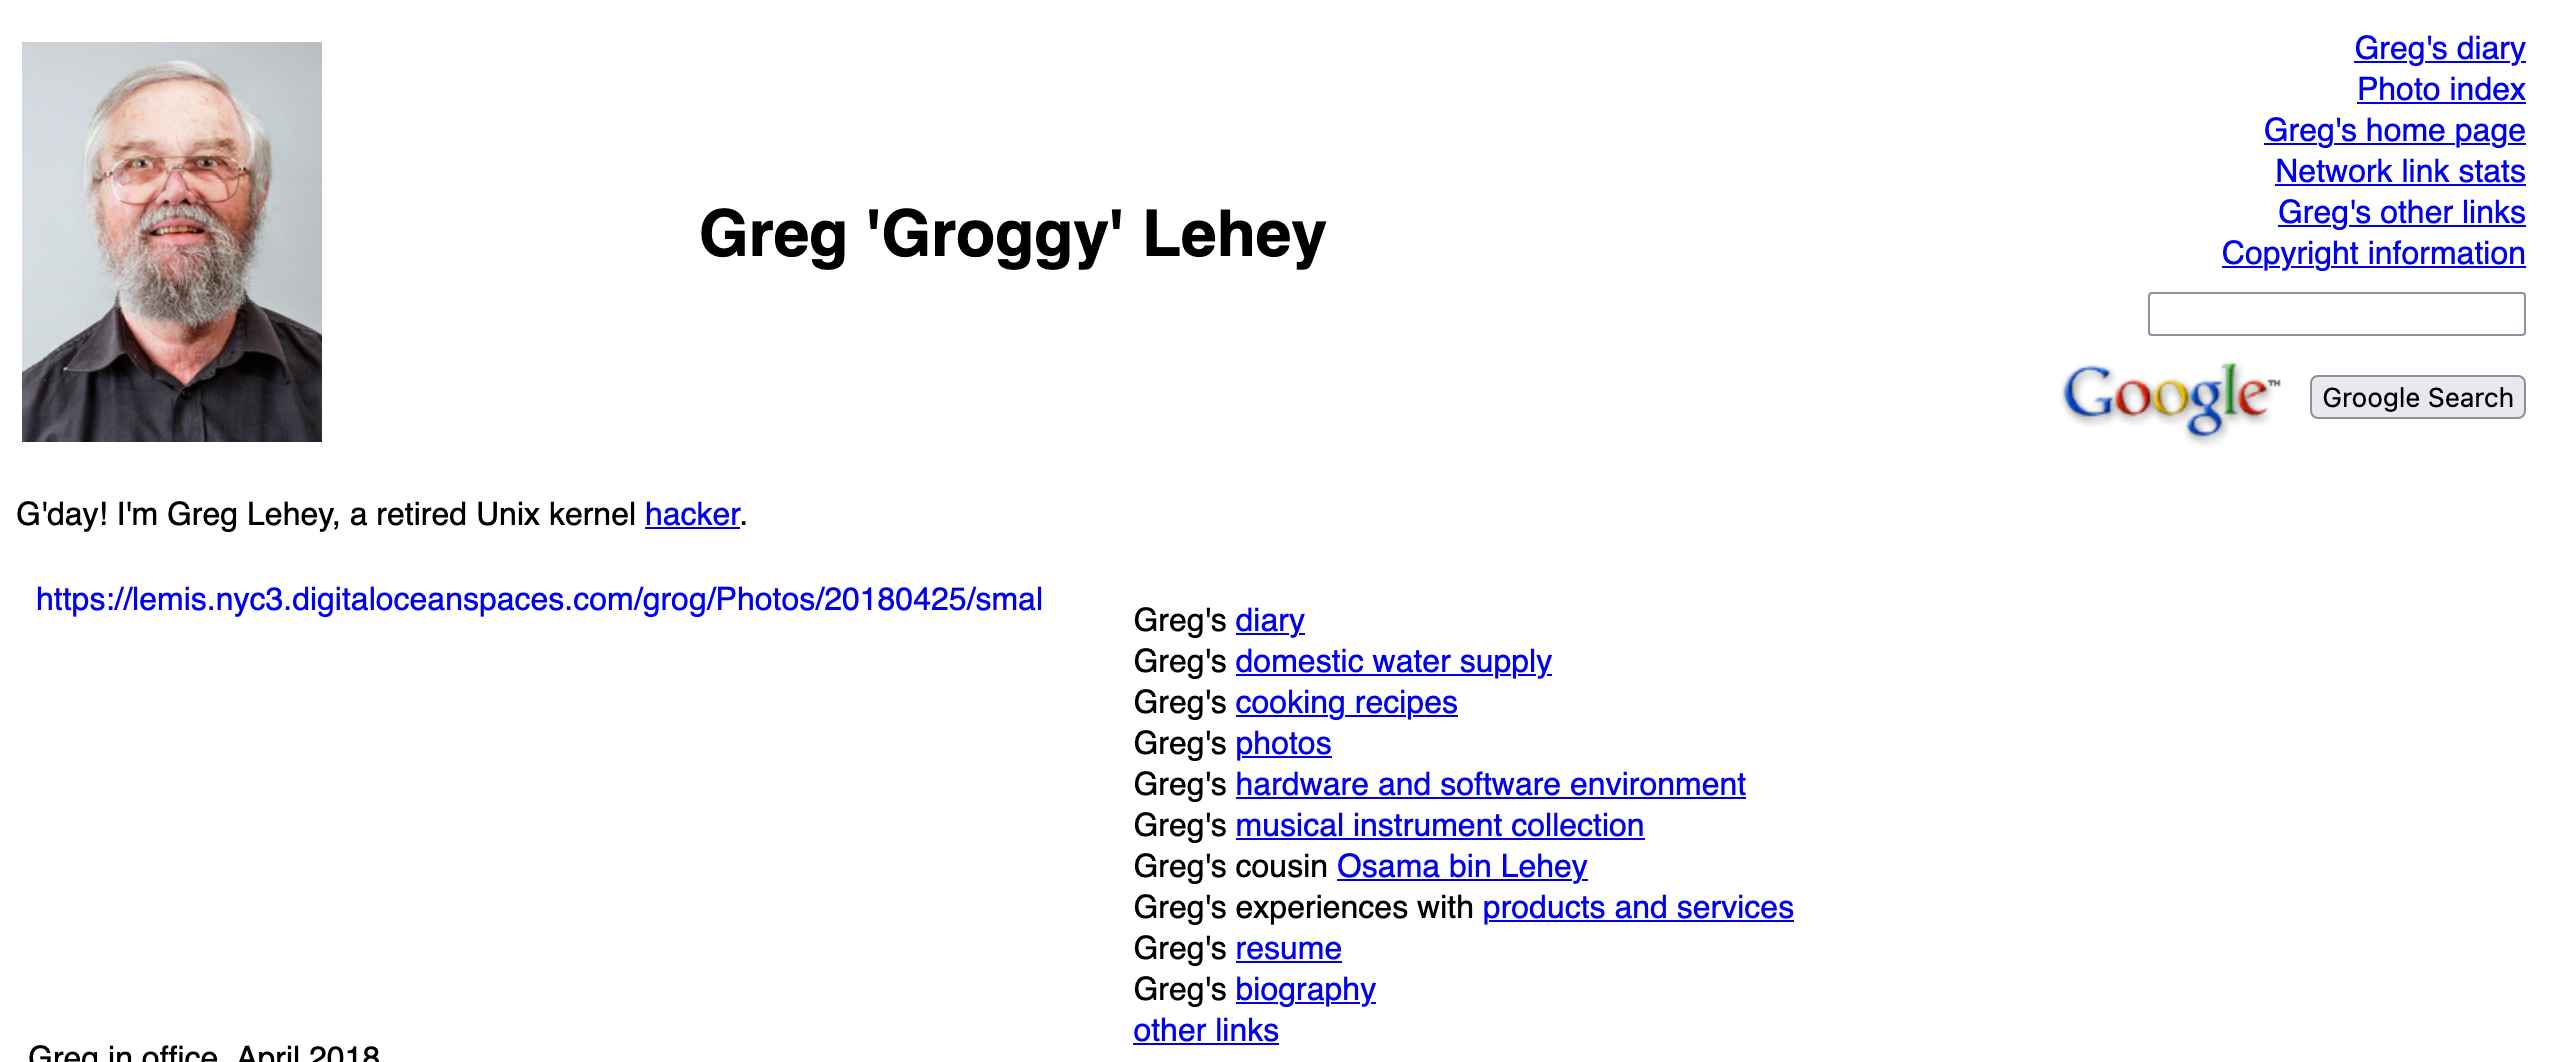 Greg's diary
Photo index
Greg's home page
Network link stats
Greg's other links
Copyright information
Greg 'Groggy' Lehey
Google™
Groogle Search
G'day! I'm Greg Lehey, a retired Unix kernel hacker.
https://lemis.nyc3.digitaloceanspaces.com/grog/Photos/20180425/smal
Greg's diary
Greg's domestic water supply
Greg's cooking recipes
Greg's photos
Greg's hardware and software environment
Greg's musical instrument collection
Greg's cousin Osama bin Lehey
Greg's experiences with products and services
Greg's resume
Greg's biography
other links
Greg in office, April 2018